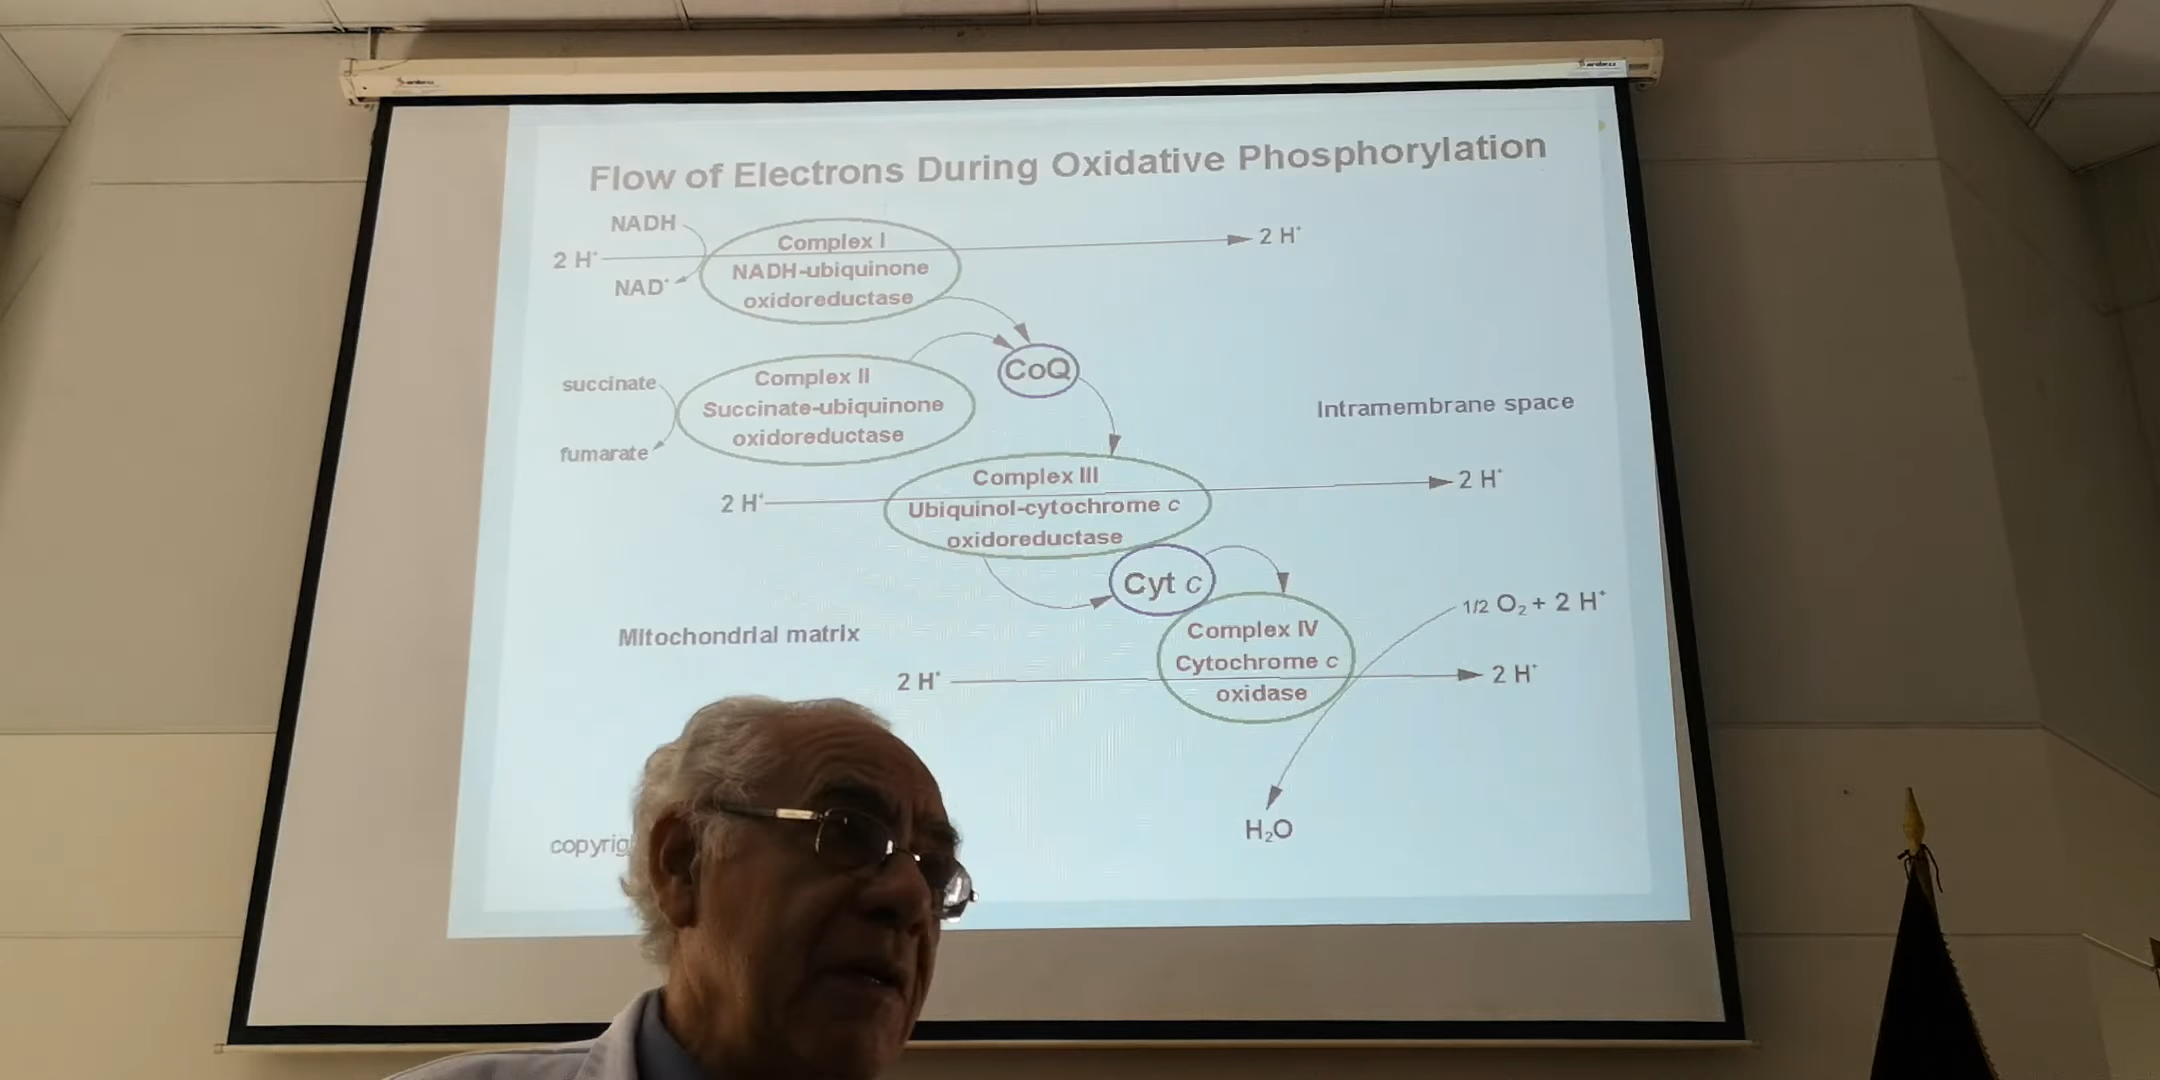 Flow of Electrons During Oxidative Phosphorylation
NADH
2 H⁺
NAD⁺
Complex I
NADH-ubiquinone
oxidoreductase
2 H⁺
CoQ
succinate
fumarate
Complex II
Succinate-ubiquinone
oxidoreductase
Intramembrane space
2 H⁺
Complex III
Ubiquinol-cytochrome c
oxidoreductase
2 H⁺
Cyt c
1/2 O₂ + 2 H⁺
Mitochondrial matrix
2 H⁺
Complex IV
Cytochrome c
oxidase
2 H⁺
H₂O